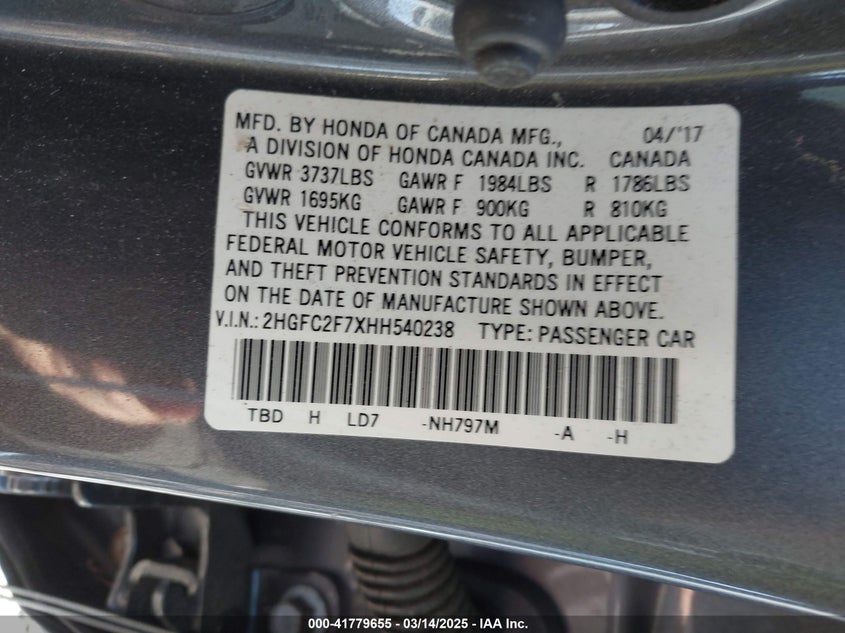 MFD. BY HONDA OF CANADA MFG., 04/'17
A DIVISION OF HONDA CANADA INC. CANADA
GVWR 3737LBS GAWR F 1984LBS R 1786LBS
GVWR 1695KG GAWR F 900KG R 810KG
THIS VEHICLE CONFORMS TO ALL APPLICABLE
FEDERAL MOTOR VEHICLE SAFETY, BUMPER,
AND THEFT PREVENTION STANDARDS IN EFFECT
ON THE DATE OF MANUFACTURE SHOWN ABOVE.
V.I.N.: 2HGFC2F7XHH540238 TYPE: PASSENGER CAR
TBD H LD7 -NH797M -A -H
000-41779655 - 03/14/2025 - IAA Inc.